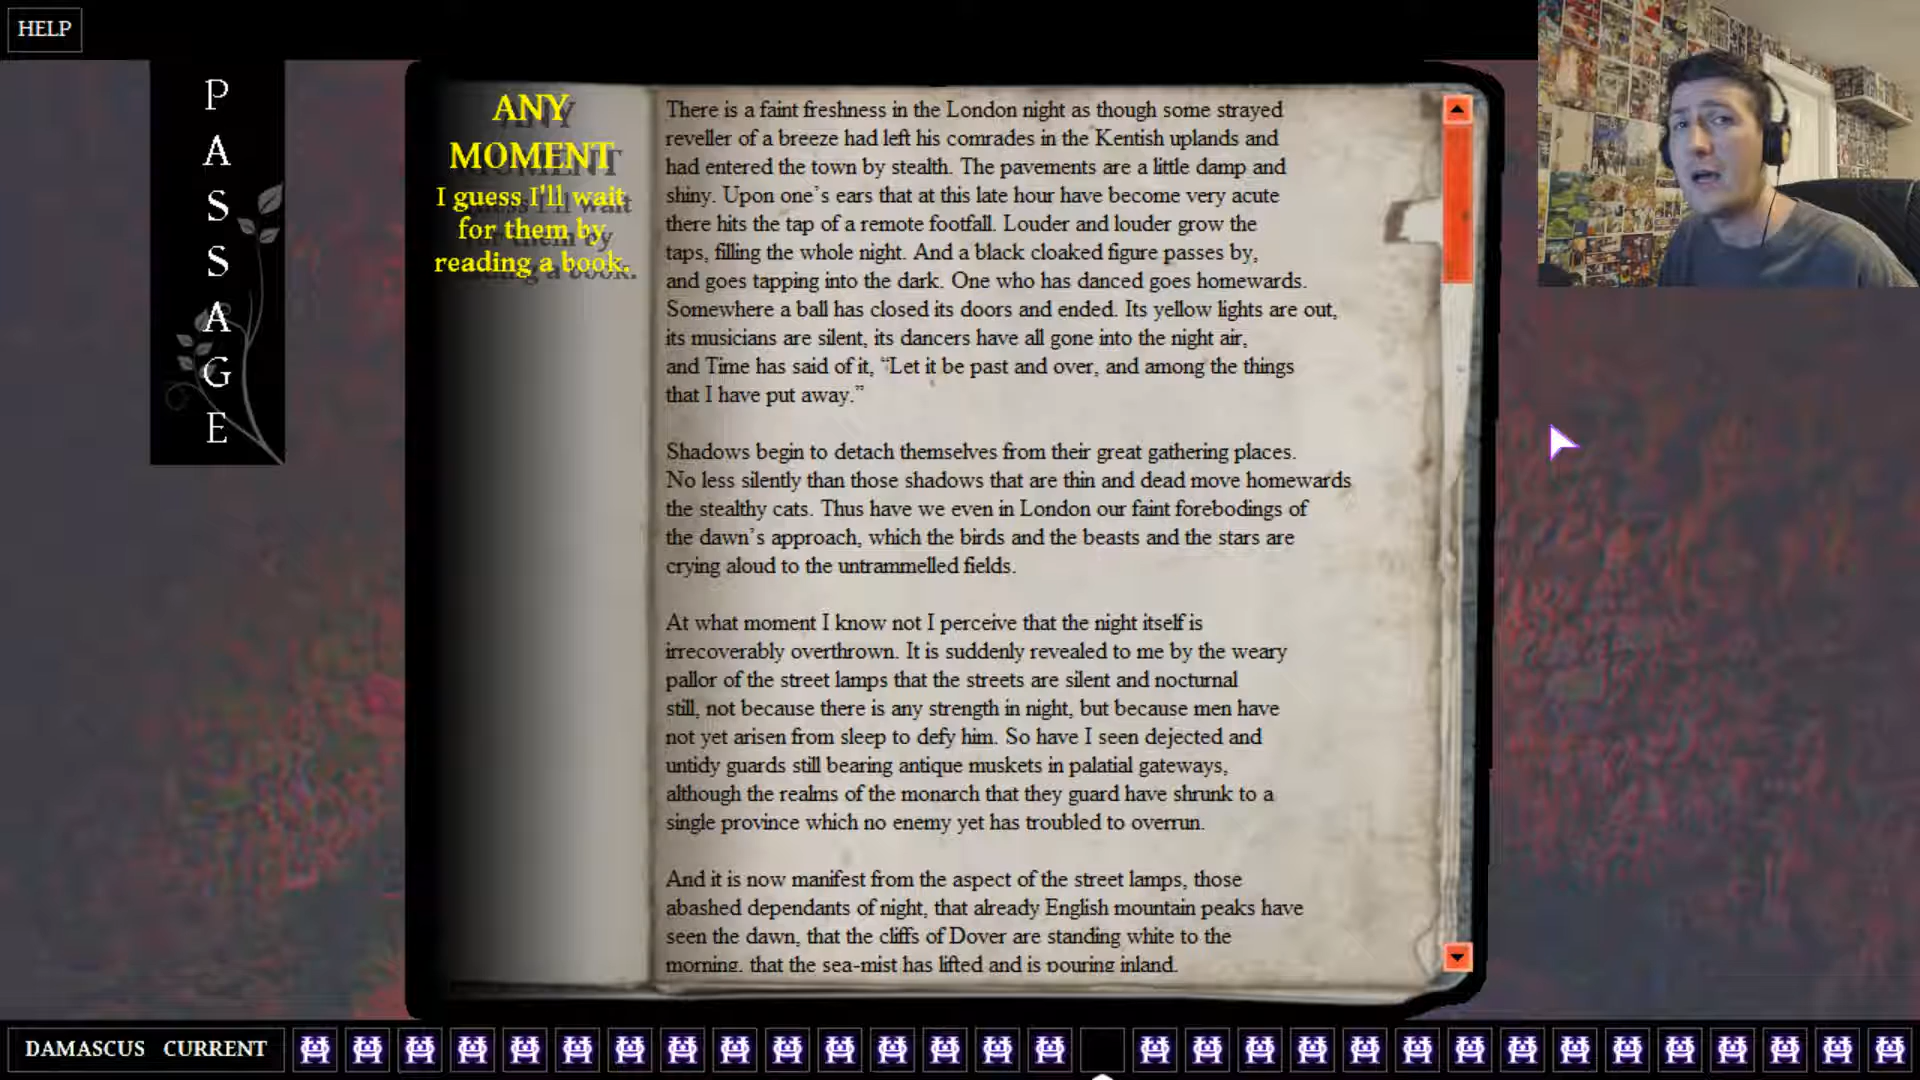 HELP
PASSAGE
ANY
MOMENT
I guess I'll wait
for them by
reading a book.
There is a faint freshness in the London night as though some strayed
reveller of a breeze had left his comrades in the Kentish uplands and
had entered the town by stealth. The pavements are a little damp and
shiny. Upon one’s ears that at this late hour have become very acute
there hits the tap of a remote footfall. Louder and louder grow the
taps, filling the whole night. And a black cloaked figure passes by,
and goes tapping into the dark. One who has danced goes homewards.
Somewhere a ball has closed its doors and ended. Its yellow lights are out,
its musicians are silent, its dancers have all gone into the night air,
and Time has said of it, “Let it be past and over, and among the things
that I have put away.”
Shadows begin to detach themselves from their great gathering places.
No less silently than those shadows that are thin and dead move homewards
the stealthy cats. Thus have we even in London our faint forebodings of
the dawn’s approach, which the birds and the beasts and the stars are
crying aloud to the untrammelled fields.
At what moment I know not I perceive that the night itself is
irrecoverably overthrown. It is suddenly revealed to me by the weary
pallor of the street lamps that the streets are silent and nocturnal
still, not because there is any strength in night, but because men have
not yet arisen from sleep to defy him. So have I seen dejected and
untidy guards still bearing antique muskets in palatial gateways,
although the realms of the monarch that they guard have shrunk to a
single province which no enemy yet has troubled to overrun.
And it is now manifest from the aspect of the street lamps, those
abashed dependants of night, that already English mountain peaks have
seen the dawn, that the cliffs of Dover are standing white to the
morning, that the sea-mist has lifted and is pouring inland.
DAMASCUS CURRENT